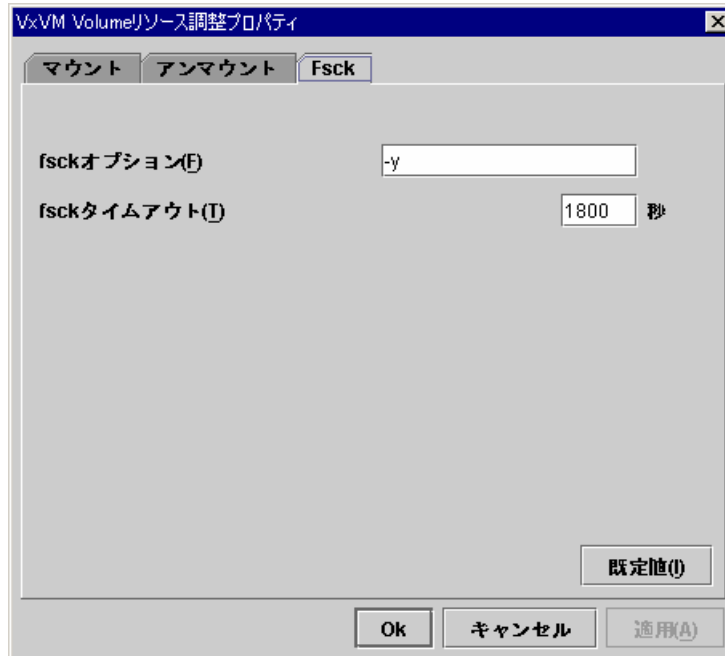 VxVM Volumeリソース調整プロパティ
マウント アンマウント Fsck
fsckオプション(F) -y
fsckタイムアウト(T) 1800 秒
既定値(I)
Ok キャンセル 適用(A)